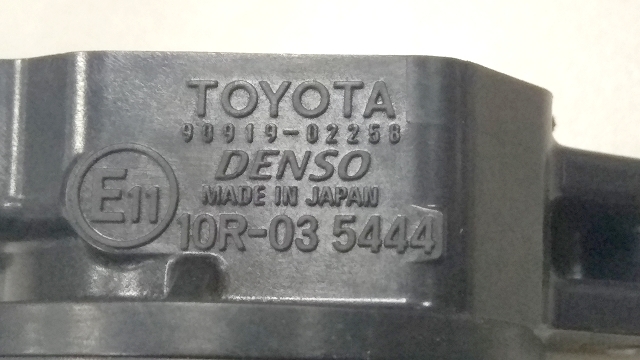 TOYOTA
90919-02258
DENSO
MADE IN JAPAN
E11
10R-03 5444